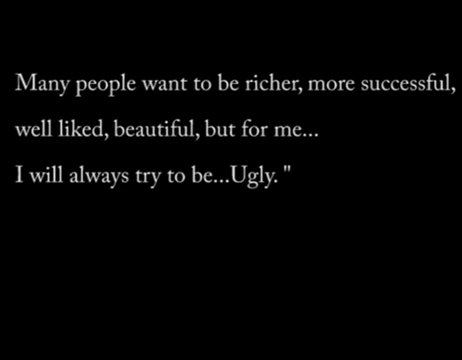 Many people want to be richer, more successful,
well liked, beautiful, but for me...
I will always try to be...Ugly. "